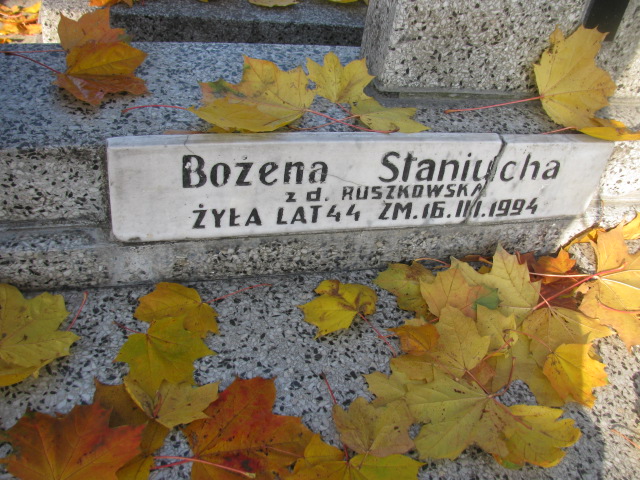 Bożena Staniucha
z d. RUSZKOWSKA
ŻYŁA LAT 44 ZM. 16. III. 1994